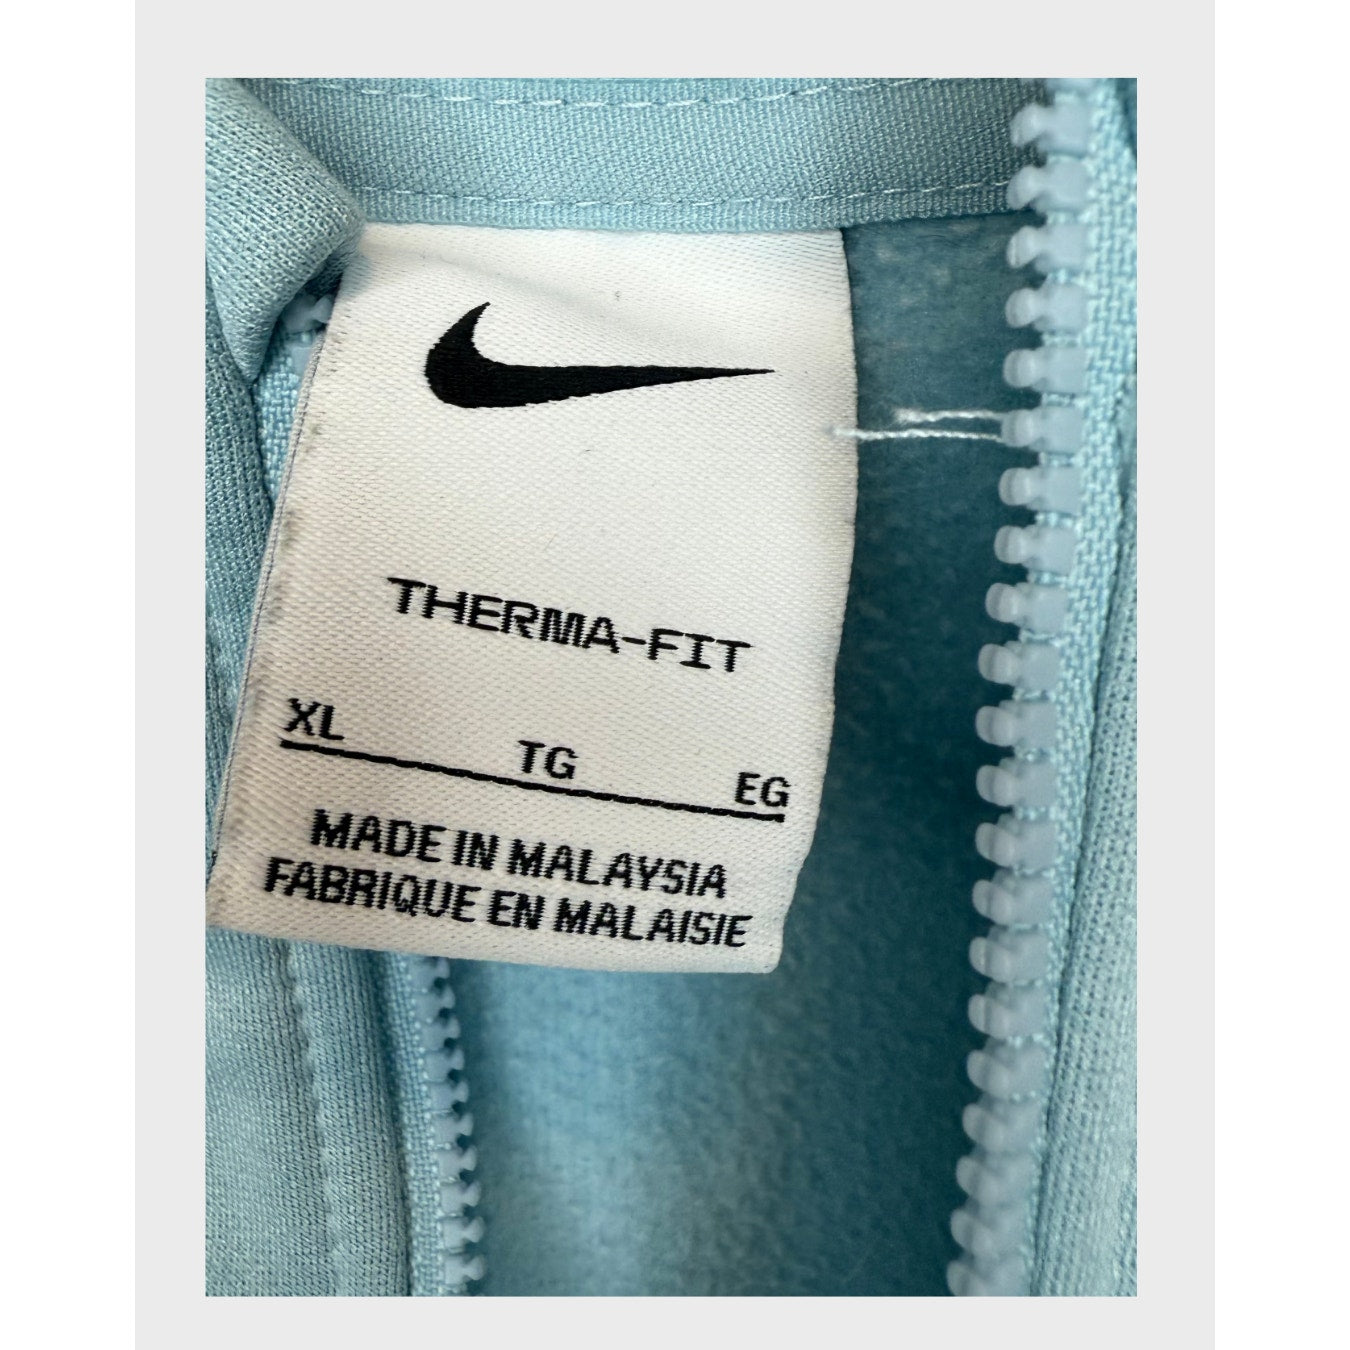 THERMA-FIT
XL TG EG
MADE IN MALAYSIA
FABRIQUE EN MALAISIE